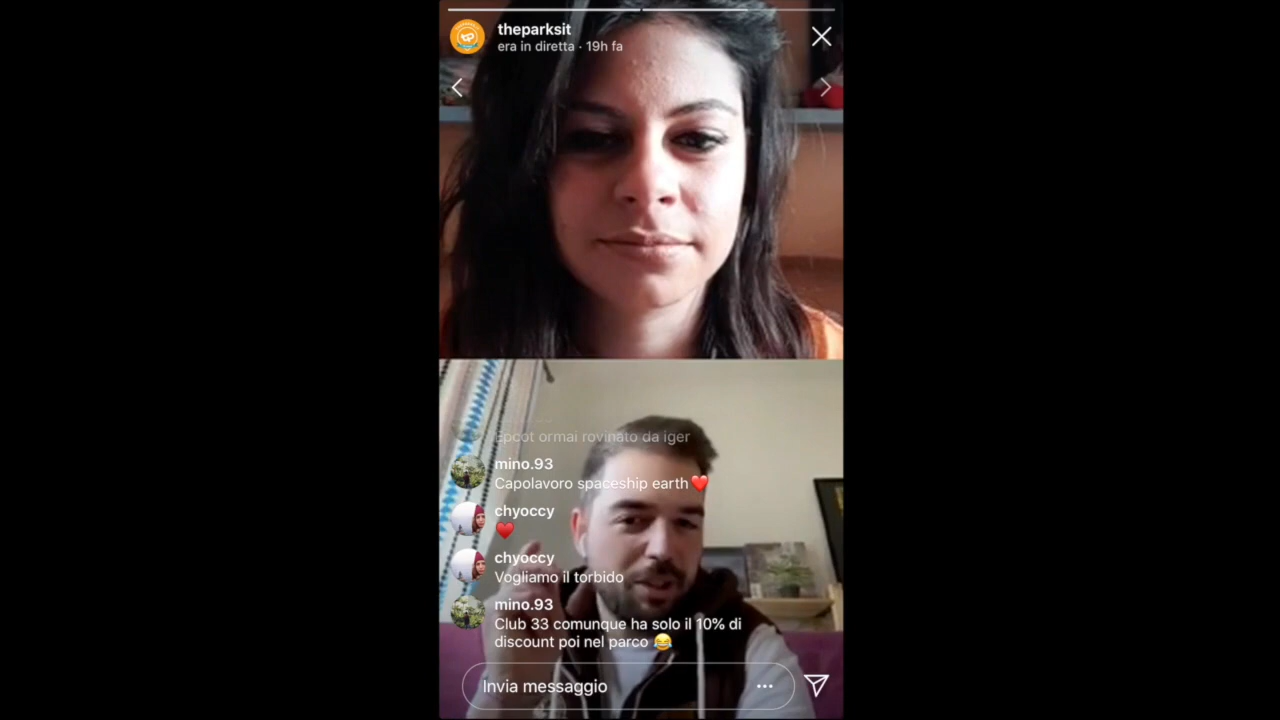 theparksit
era in diretta · 19h fa
Epcot ormai rovinato da iger
mino.93
Capolavoro spaceship earth❤️
chyoccy
❤️
chyoccy
Vogliamo il torbido
mino.93
Club 33 comunque ha solo il 10% di
discount poi nel parco 😂
Invia messaggio